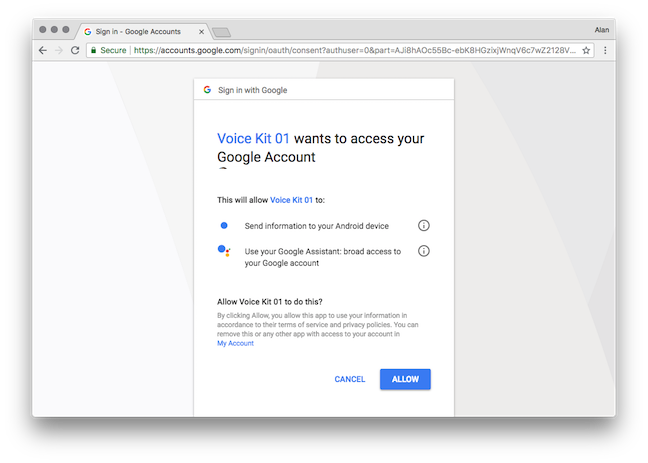 Sign in - Google Accounts
Alan
Secure
https://accounts.google.com/signin/oauth/consent?authuser=0&part=AJi8hAOc55Bc-ebK8HGzixjWnqV6c7wZ2128V...
Sign in with Google
Voice Kit 01 wants to access your
Google Account
This will allow Voice Kit 01 to:
Send information to your Android device
Use your Google Assistant: broad access to
your Google account
Allow Voice Kit 01 to do this?
By clicking Allow, you allow this app to use your information in
accordance to their terms of service and privacy policies. You can
remove this or any other app with access to your account in
My Account
CANCEL
ALLOW